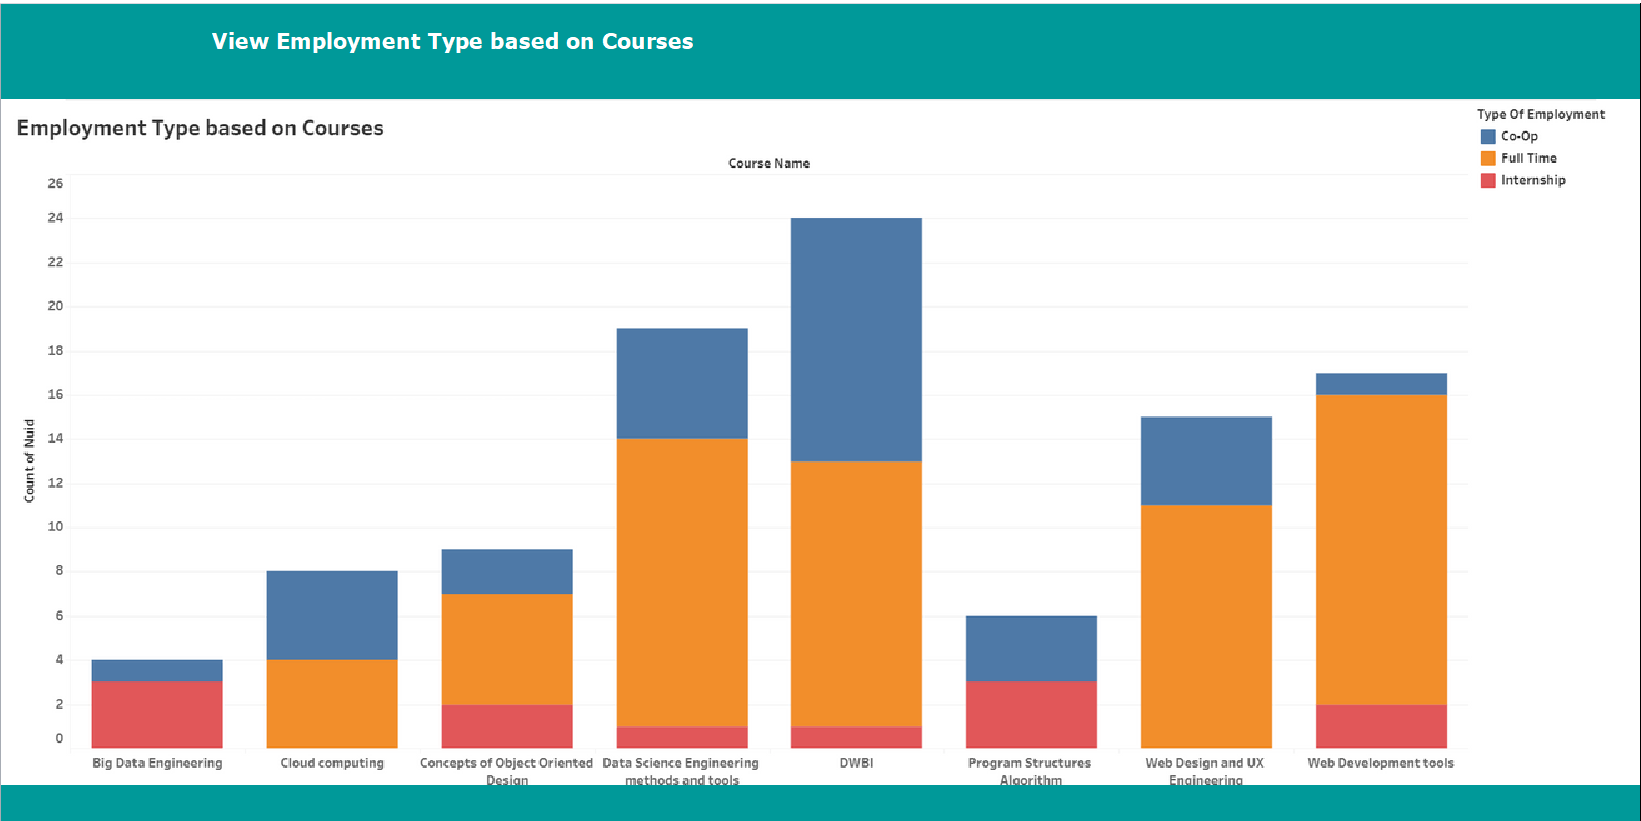 View Employment Type based on Courses
Employment Type based on Courses
Type Of Employment
Co-Op
Full Time
Internship
Course Name
26
24
22
20
18
16
14
12
10
8
6
4
2
0
Count of Nuid
Big Data Engineering
Cloud computing
Concepts of Object Oriented
Design
Data Science Engineering
methods and tools
DWBI
Program Structures
Algorithm
Web Design and UX
Engineering
Web Development tools